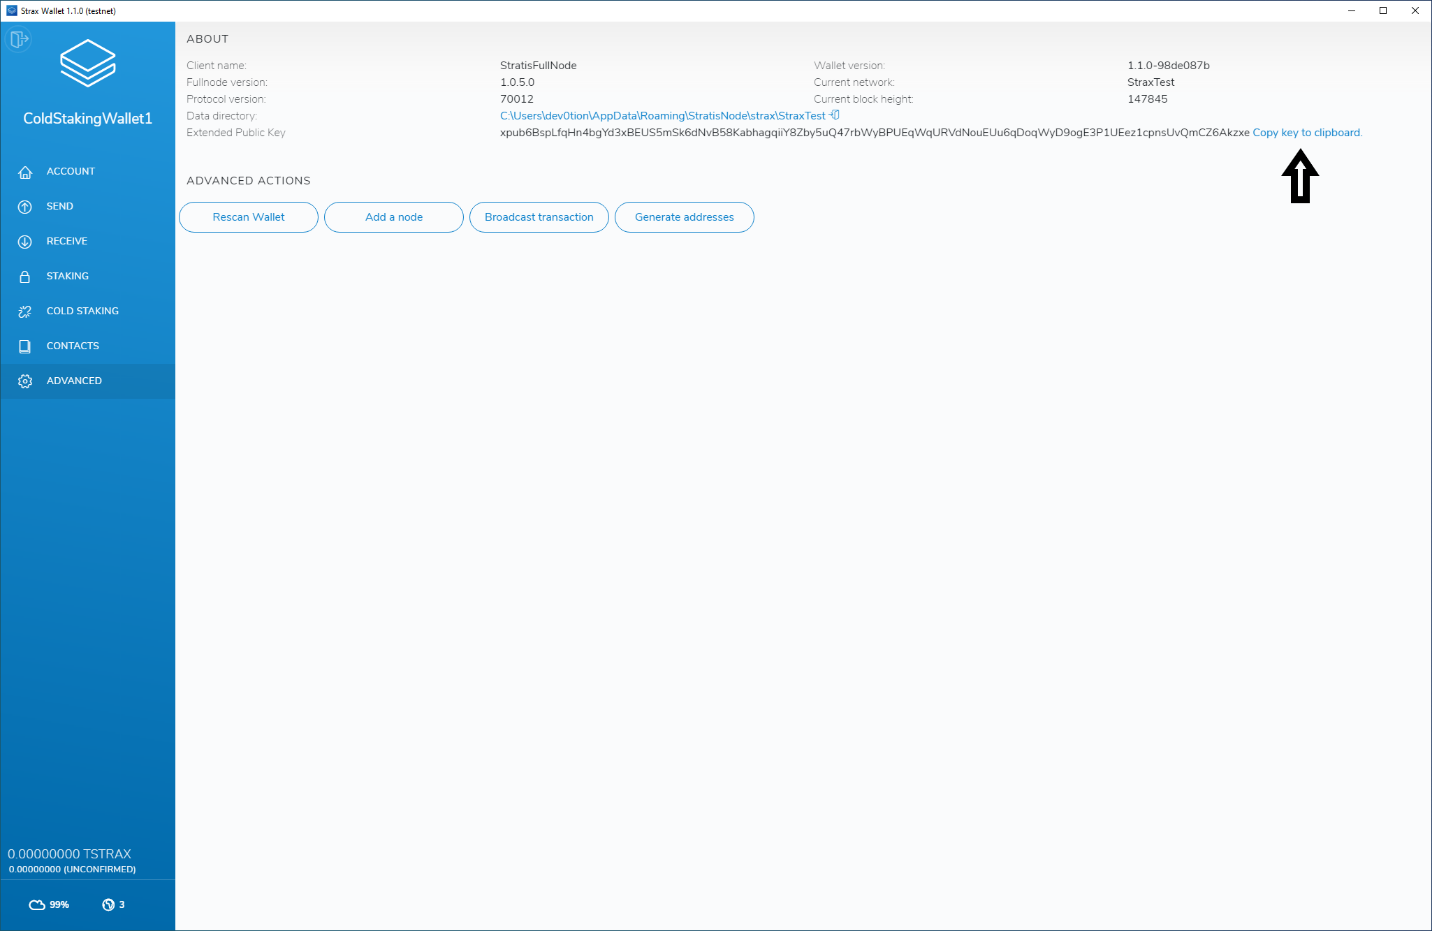 Strax Wallet 1.1.0 (testnet)
ColdStakingWallet1
ACCOUNT
SEND
RECEIVE
STAKING
COLD STAKING
CONTACTS
ADVANCED
0.00000000 TSTRAX
0.00000000 (UNCONFIRMED)
99% 3
ABOUT
Client name: StratisFullNode Wallet version: 1.1.0-98de087b
Fullnode version: 1.0.5.0 Current network: StraxTest
Protocol version: 70012 Current block height: 147845
Data directory: C:\Users\dev0tion\AppData\Roaming\StratisNode\strax\StraxTest
Extended Public Key xpub6BspLfqHn4bgYd3xBEUS5mSk6dNvB58KabhagqiiY8Zby5uQ47rbWyBPUEqWqURVdNouEUu6qDoqWyD9ogE3P1UEez1cpnsUvQmCZ6Akzxe Copy key to clipboard.
ADVANCED ACTIONS
Rescan Wallet Add a node Broadcast transaction Generate addresses